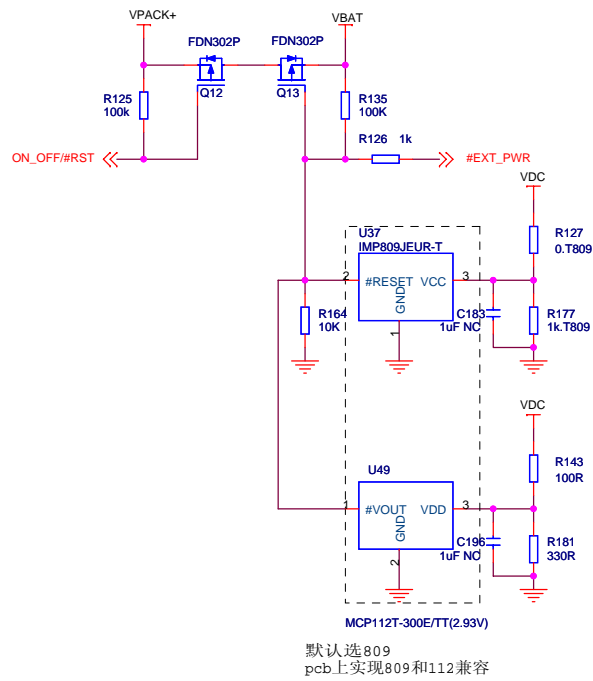 VPACK+
VBAT
FDN302P
FDN302P
Q12
Q13
R125
100k
R135
100K
R126 1k
ON_OFF/#RST
#EXT_PWR
VDC
U37
IMP809JEUR-T
R127
0.T809
2
#RESET
VCC
3
GND
1
R164
10K
C183
1uF NC
R177
1k.T809
VDC
U49
R143
100R
1
#VOUT
VDD
3
GND
2
C196
1uF NC
R181
330R
MCP112T-300E/TT(2.93V)
默认选809
pcb上实现809和112兼容